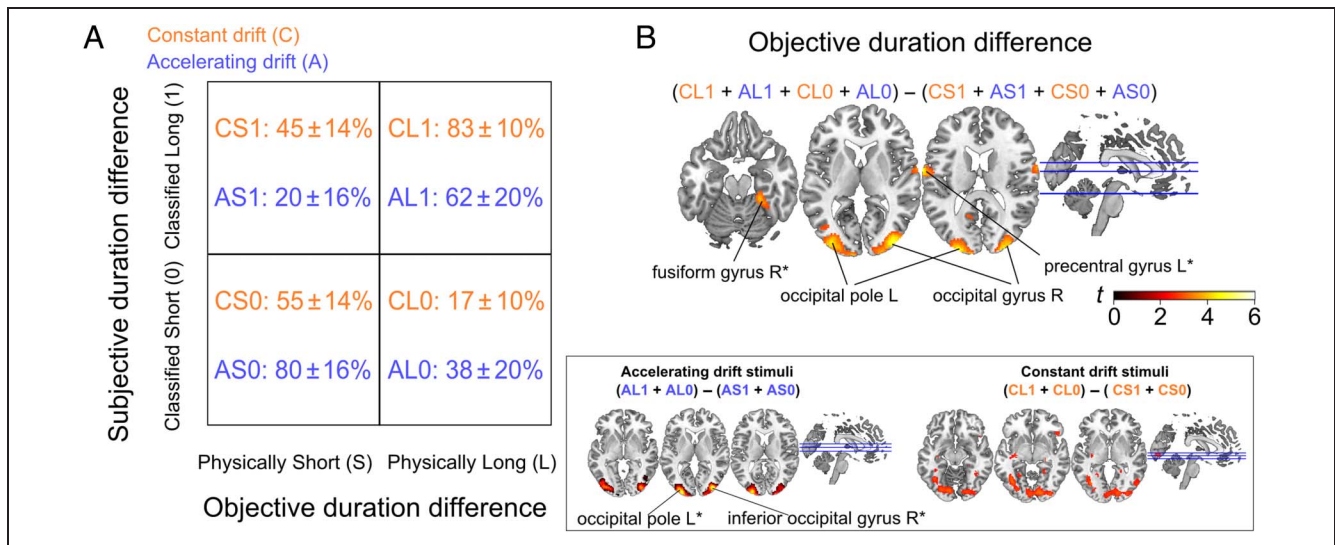 A
Constant drift (C)
Accelerating drift (A)
Subjective duration difference
Classified Long (1)
Classified Short (0)
CS1: 45 ± 14%
CL1: 83 ± 10%
AS1: 20 ± 16%
AL1: 62 ± 20%
CS0: 55 ± 14%
CL0: 17 ± 10%
AS0: 80 ± 16%
AL0: 38 ± 20%
Physically Short (S)
Physically Long (L)
Objective duration difference
B
Objective duration difference
(CL1 + AL1 + CL0 + AL0) – (CS1 + AS1 + CS0 + AS0)
fusiform gyrus R*
occipital pole L
occipital gyrus R
precentral gyrus L*
t
0 2 4 6
Accelerating drift stimuli
(AL1 + AL0) – (AS1 + AS0)
occipital pole L*
inferior occipital gyrus R*
Constant drift stimuli
(CL1 + CL0) – ( CS1 + CS0)